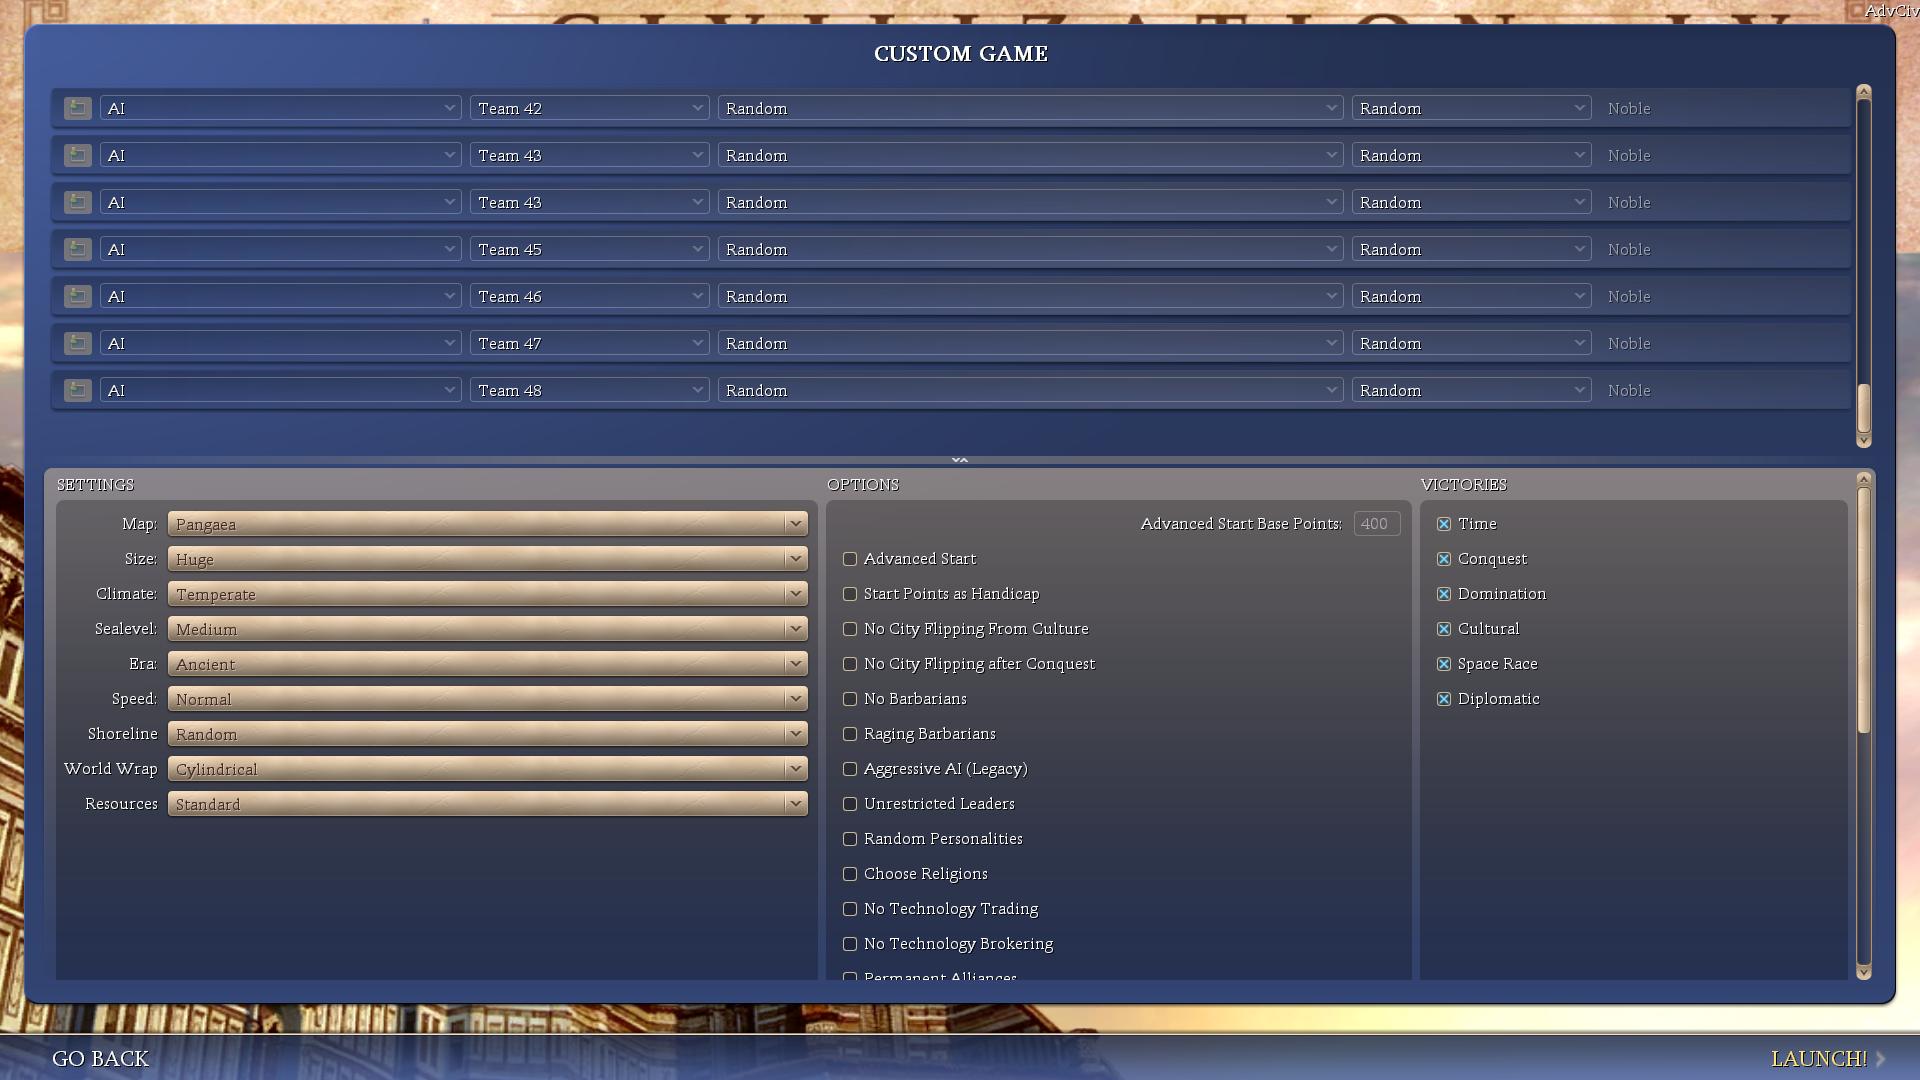 CIVILIZATION IV
AdvCiv
CUSTOM GAME
AI Team 42 Random Random Noble
AI Team 43 Random Random Noble
AI Team 43 Random Random Noble
AI Team 45 Random Random Noble
AI Team 46 Random Random Noble
AI Team 47 Random Random Noble
AI Team 48 Random Random Noble
SETTINGS
Map: Pangaea
Size: Huge
Climate: Temperate
Sealevel: Medium
Era: Ancient
Speed: Normal
Shoreline Random
World Wrap Cylindrical
Resources Standard
OPTIONS
Advanced Start Base Points: 400
Advanced Start
Start Points as Handicap
No City Flipping From Culture
No City Flipping after Conquest
No Barbarians
Raging Barbarians
Aggressive AI (Legacy)
Unrestricted Leaders
Random Personalities
Choose Religions
No Technology Trading
No Technology Brokering
Permanent Alliances
VICTORIES
Time
Conquest
Domination
Cultural
Space Race
Diplomatic
GO BACK
LAUNCH!